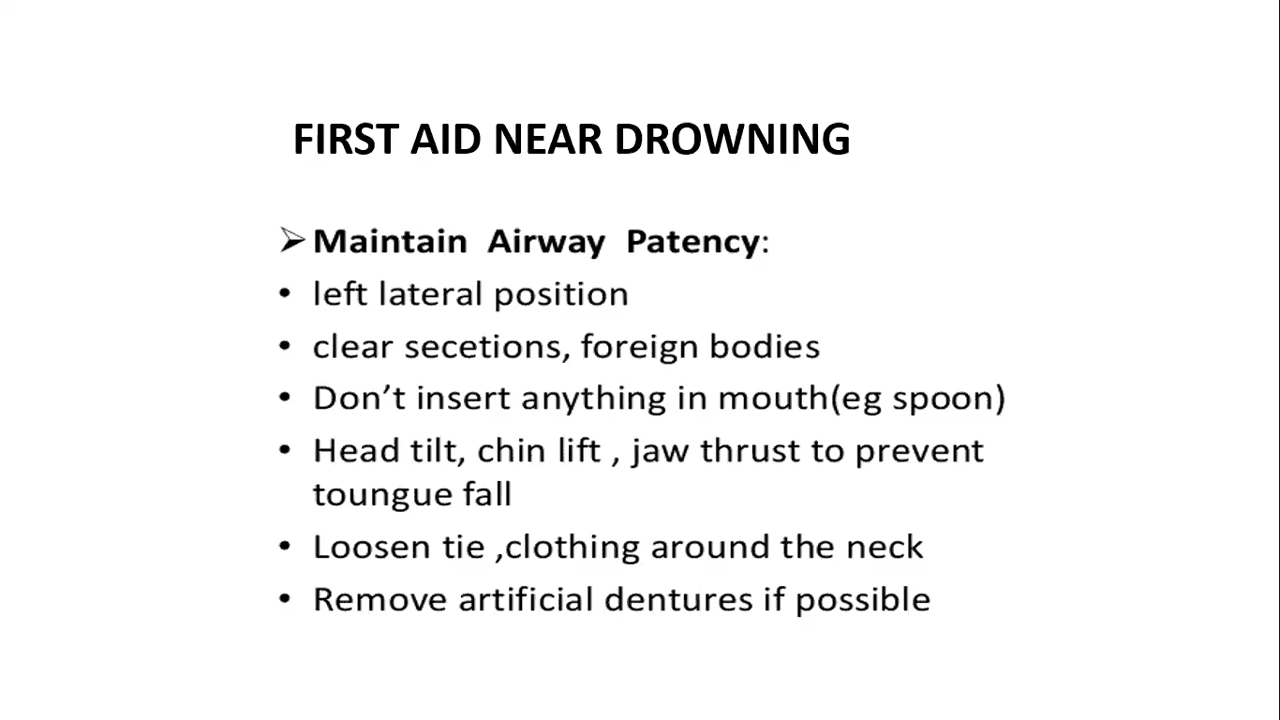 FIRST AID NEAR DROWNING
➢ Maintain Airway Patency:
• left lateral position
• clear secetions, foreign bodies
• Don’t insert anything in mouth(eg spoon)
• Head tilt, chin lift , jaw thrust to prevent
toungue fall
• Loosen tie ,clothing around the neck
• Remove artificial dentures if possible